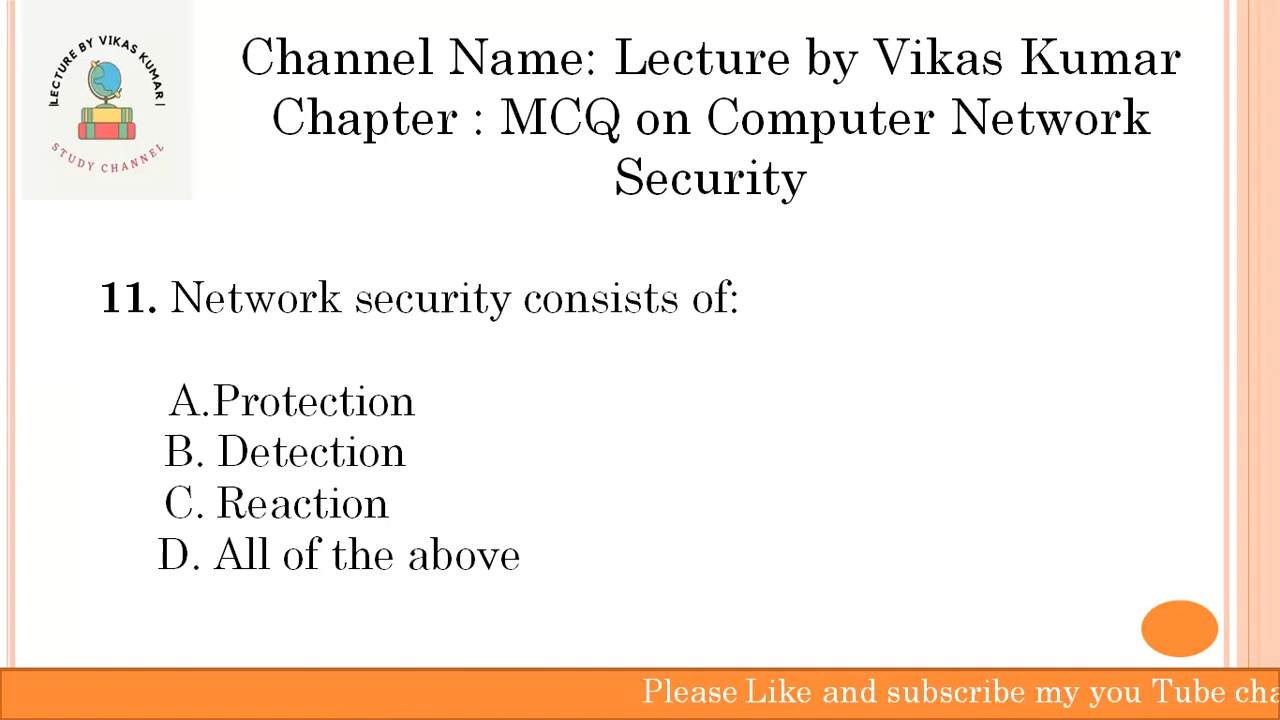 LECTURE BY VIKAS KUMAR
STUDY CHANNEL
Channel Name: Lecture by Vikas Kumar
Chapter : MCQ on Computer Network
Security
11. Network security consists of:
A.Protection
B. Detection
C. Reaction
D. All of the above
Please Like and subscribe my you Tube cha